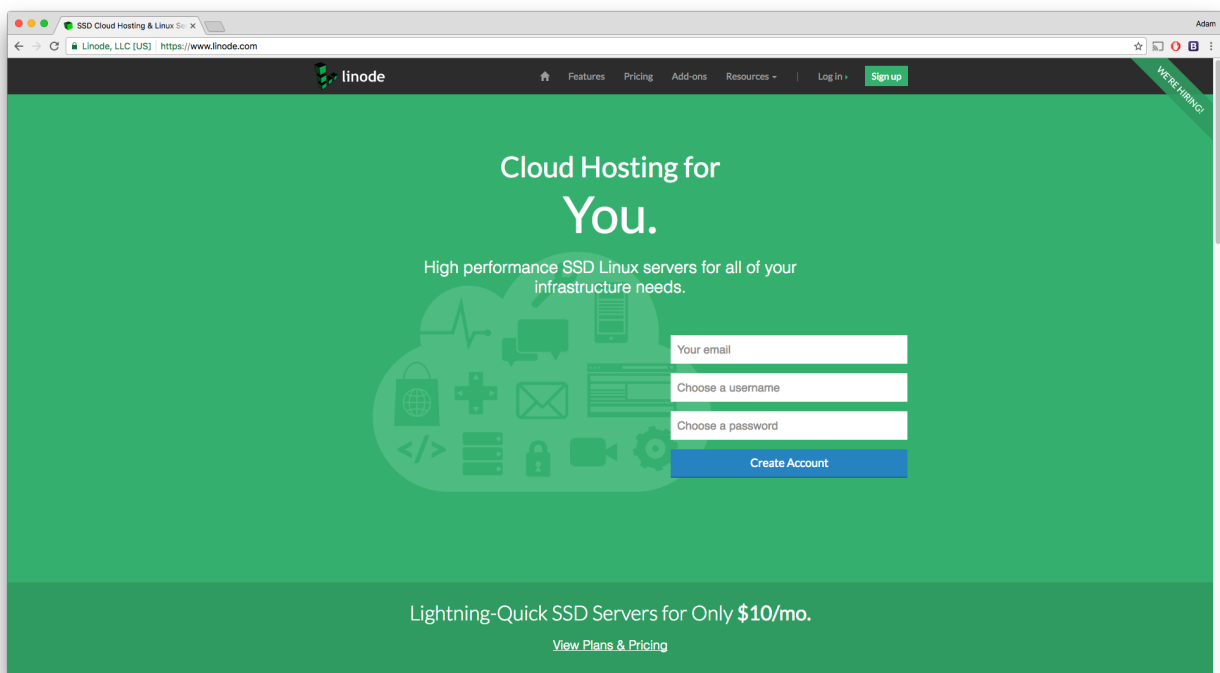 SSD Cloud Hosting & Linux Se
Adam
Linode, LLC [US] https://www.linode.com
linode
Features Pricing Add-ons Resources Log in › Sign up
WE'RE HIRING!
Cloud Hosting for
You.
High performance SSD Linux servers for all of your
infrastructure needs.
Your email
Choose a username
Choose a password
</>
Create Account
Lightning-Quick SSD Servers for Only $10/mo.
View Plans & Pricing